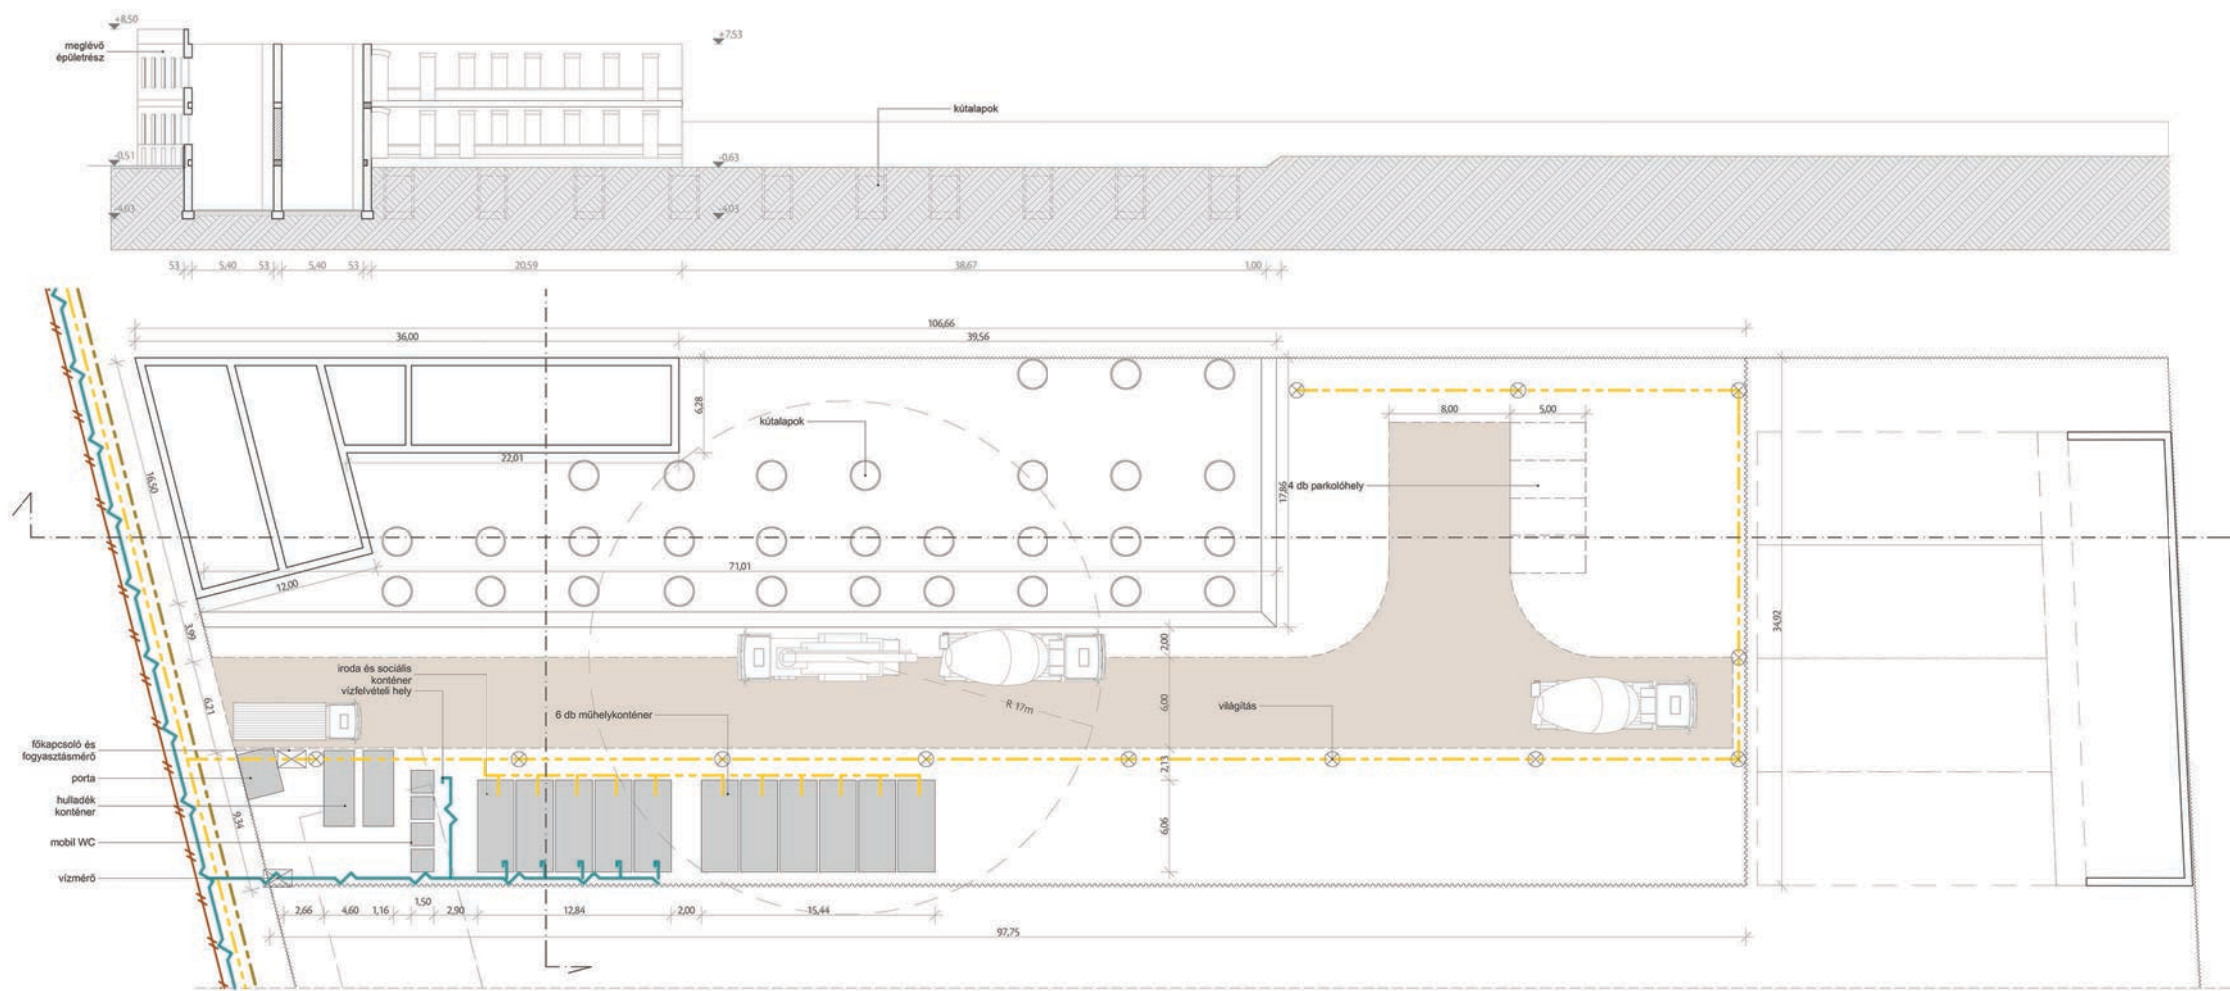 +8,50
meglévő
épületrész
+7,53
kútalapok
-0,51
-0,63
-4,03
-4,03
53
5,40
53
5,40
53
20,59
38,67
1,00
106,66
36,00
39,56
6,28
8,00
5,00
kútalapok
22,01
16,50
17,86
4 db parkolóhely
71,01
12,00
34,92
3,99
2,00
iroda és sociális
konténer
vízfelvételi hely
6,21
R 17m
6,00
6 db műhelykonténer
világítás
főkapcsoló és
fogyasztásmérő
2,13
porta
hulladék
konténer
9,34
6,06
mobil WC
vízmérő
2,66
4,60
1,16
1,50
2,90
12,84
2,00
15,44
97,75